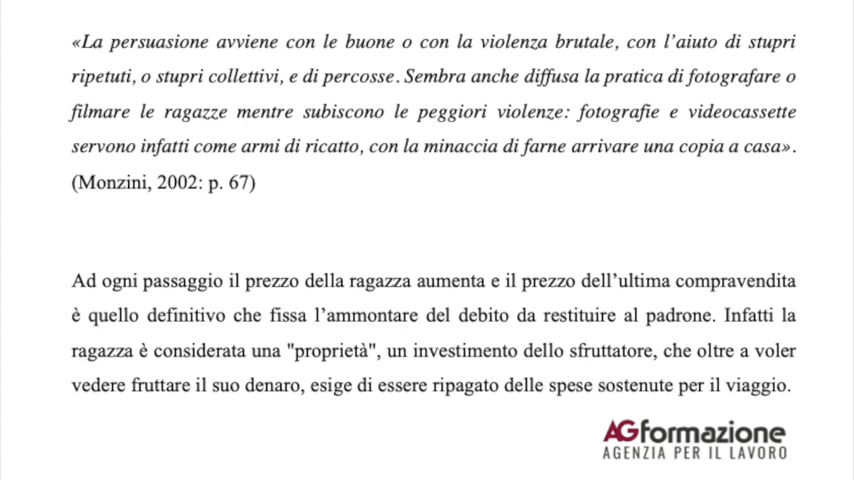 «La persuasione avviene con le buone o con la violenza brutale, con l’aiuto di stupri
ripetuti, o stupri collettivi, e di percosse. Sembra anche diffusa la pratica di fotografare o
filmare le ragazze mentre subiscono le peggiori violenze: fotografie e videocassette
servono infatti come armi di ricatto, con la minaccia di farne arrivare una copia a casa».
(Monzini, 2002: p. 67)
Ad ogni passaggio il prezzo della ragazza aumenta e il prezzo dell’ultima compravendita
è quello definitivo che fissa l’ammontare del debito da restituire al padrone. Infatti la
ragazza è considerata una "proprietà", un investimento dello sfruttatore, che oltre a voler
vedere fruttare il suo denaro, esige di essere ripagato delle spese sostenute per il viaggio.
AGformazione
AGENZIA PER IL LAVORO